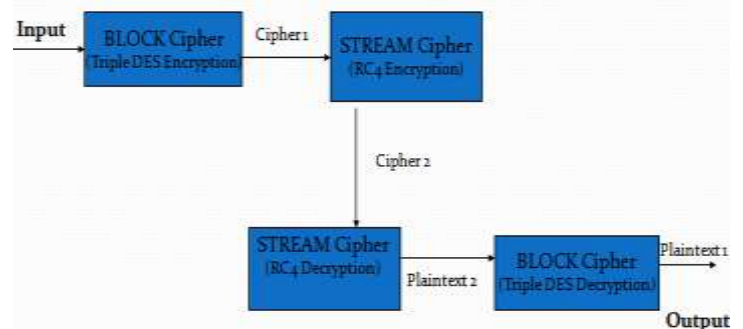 Input
BLOCK Cipher
(Triple DES Encryption)
Cipher 1
STREAM Cipher
(RC4 Encryption)
Cipher 2
STREAM Cipher
(RC4 Decryption)
Plaintext 2
BLOCK Cipher
(Triple DES Decryption)
Plaintext 1
Output